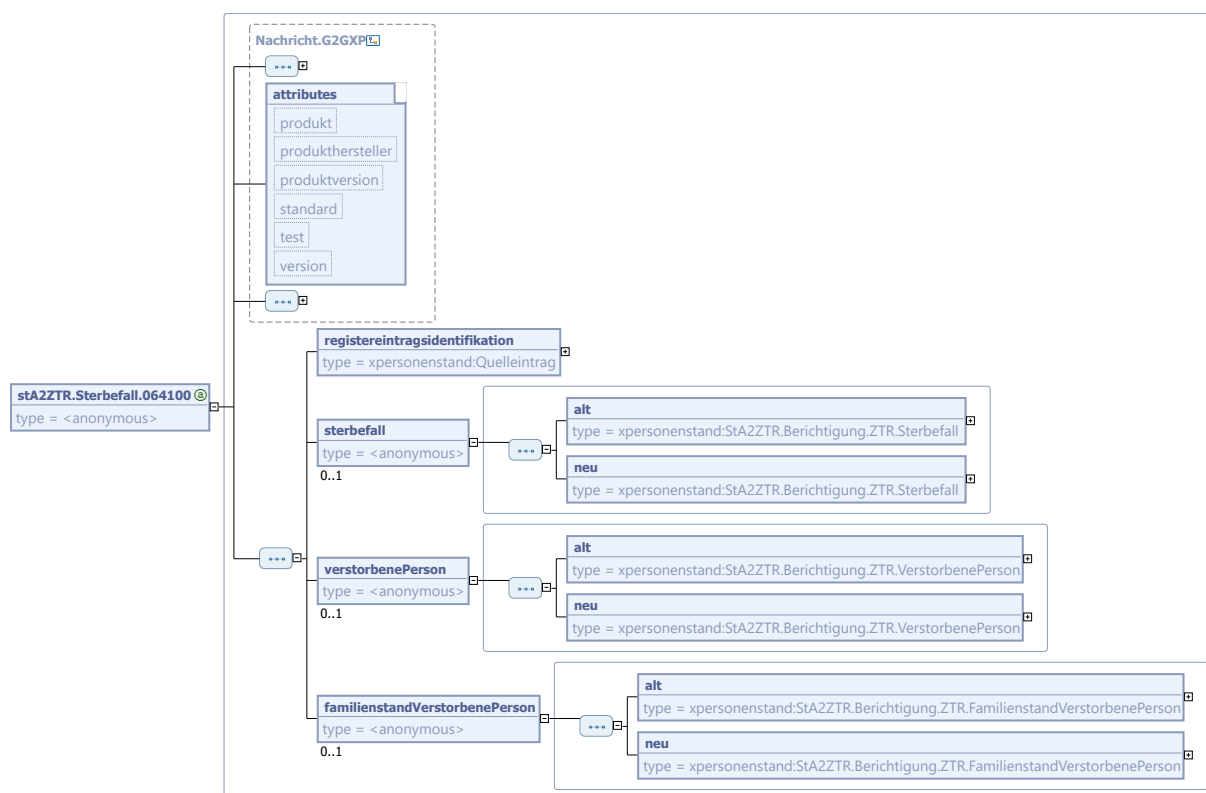 Nachricht.G2GXP
attributes
produkt
produkthersteller
produktversion
standard
test
version
registereintragsidentifikation
type = xpersonenstand:Quelleintrag
stA2ZTR.Sterbefall.064100 a
type = <anonymous>
sterbefall
type = <anonymous>
0..1
alt
type = xpersonenstand:StA2ZTR.Berichtigung.ZTR.Sterbefall
neu
type = xpersonenstand:StA2ZTR.Berichtigung.ZTR.Sterbefall
verstorbenePerson
type = <anonymous>
0..1
alt
type = xpersonenstand:StA2ZTR.Berichtigung.ZTR.VerstorbenePerson
neu
type = xpersonenstand:StA2ZTR.Berichtigung.ZTR.VerstorbenePerson
familienstandVerstorbenePerson
type = <anonymous>
0..1
alt
type = xpersonenstand:StA2ZTR.Berichtigung.ZTR.FamilienstandVerstorbenePerson
neu
type = xpersonenstand:StA2ZTR.Berichtigung.ZTR.FamilienstandVerstorbenePerson